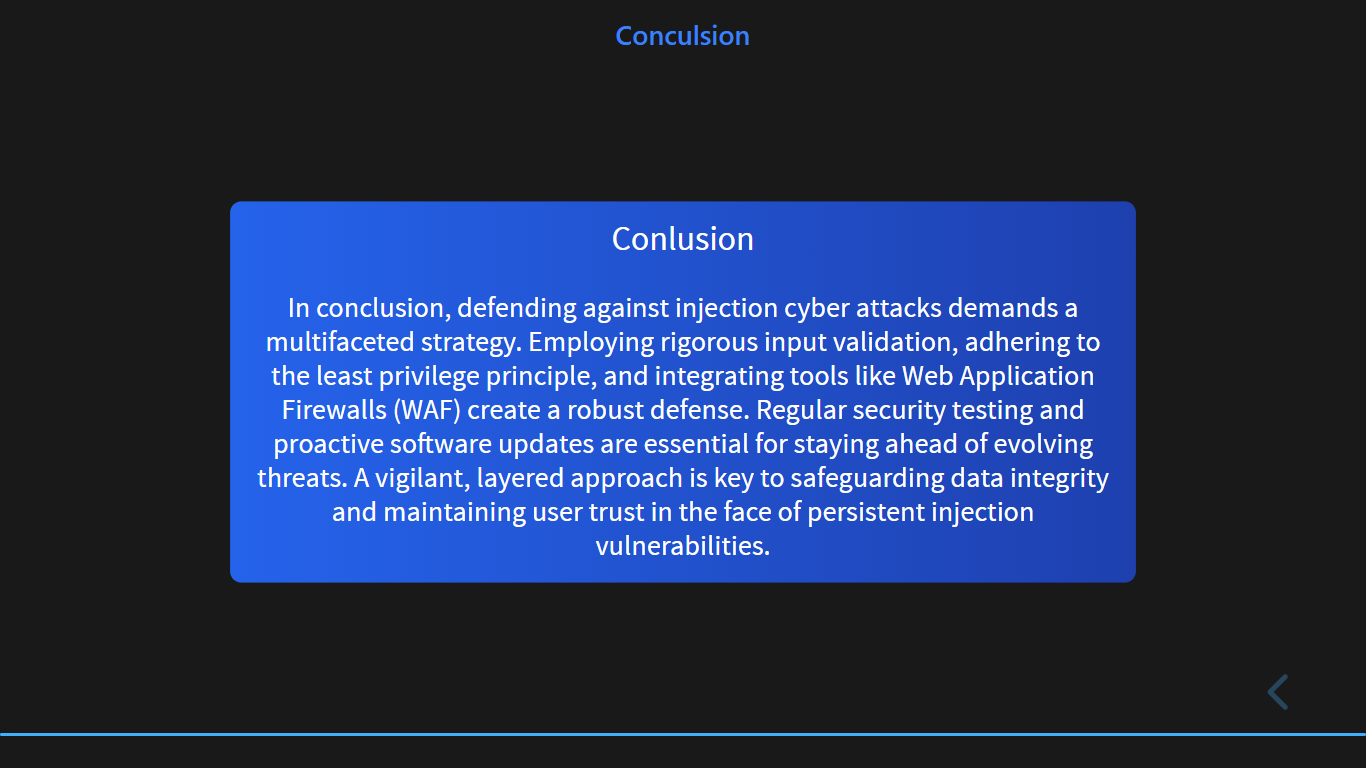 Conculsion
Conlusion
In conclusion, defending against injection cyber attacks demands a
multifaceted strategy. Employing rigorous input validation, adhering to
the least privilege principle, and integrating tools like Web Application
Firewalls (WAF) create a robust defense. Regular security testing and
proactive software updates are essential for staying ahead of evolving
threats. A vigilant, layered approach is key to safeguarding data integrity
and maintaining user trust in the face of persistent injection
vulnerabilities.